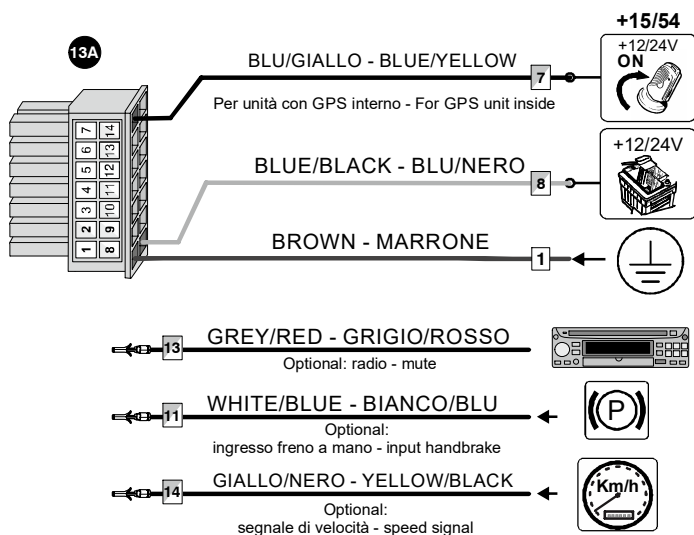 +15/54
13A
BLU/GIALLO - BLUE/YELLOW
7
+12/24V
ON
Per unità con GPS interno - For GPS unit inside
7 14
6 13
5 12
4 11
3 10
2 9
1 8
BLUE/BLACK - BLU/NERO
8
+12/24V
BROWN - MARRONE
1
13
GREY/RED - GRIGIO/ROSSO
Optional: radio - mute
11
WHITE/BLUE - BIANCO/BLU
Optional:
ingresso freno a mano - input handbrake
P
14
GIALLO/NERO - YELLOW/BLACK
Optional:
segnale di velocità - speed signal
Km/h